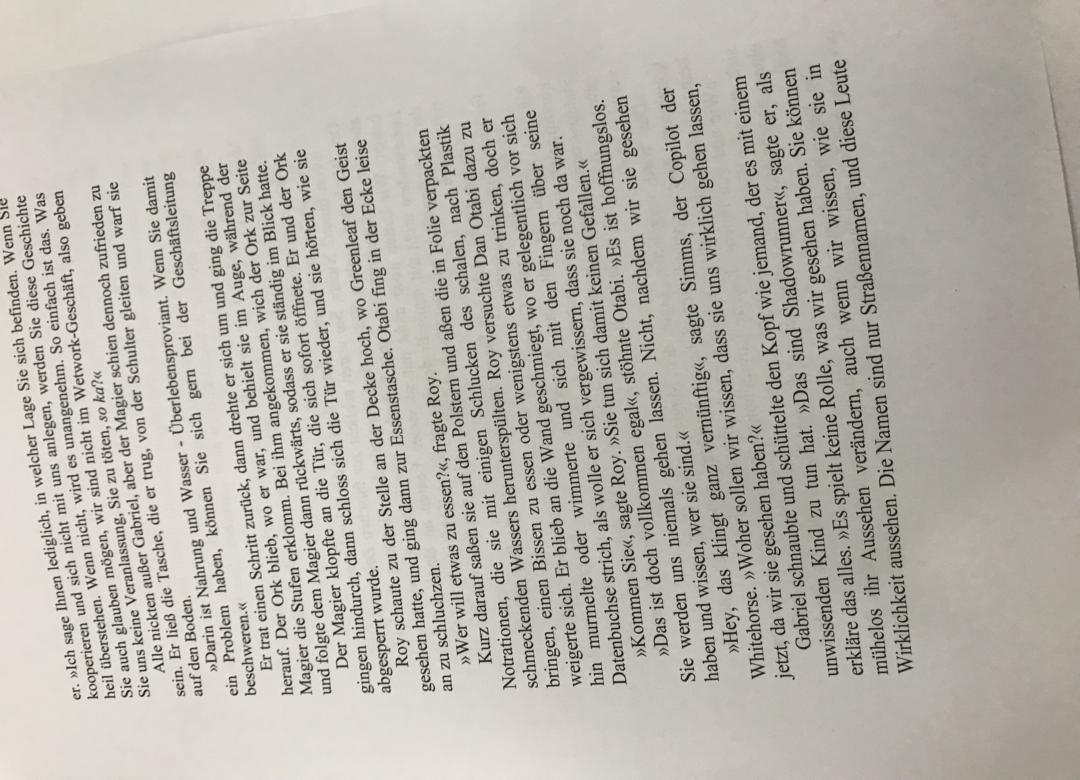 er. »Ich sage Ihnen lediglich, in welcher Lage Sie sich befinden. Wenn Sie
kooperieren und sich nicht mit uns anlegen, werden Sie diese Geschichte
heil überstehen. Wenn nicht, wird es unangenehm. So einfach ist das. Was
Sie auch glauben mögen, wir sind nicht im Wetwork-Geschäft, also geben
Sie uns keine Veranlassung, Sie zu töten, so ka?«
Alle nickten außer Gabriel, aber der Magier schien dennoch zufrieden zu
sein. Er ließ die Tasche, die er trug, von der Schulter gleiten und warf sie
auf den Boden.
»Darin ist Nahrung und Wasser - Überlebensproviant. Wenn Sie damit
ein Problem haben, können Sie sich gern bei der Geschäftsleitung
beschweren.«
Er trat einen Schritt zurück, dann drehte er sich um und ging die Treppe
herauf. Der Ork blieb, wo er war, und behielt sie im Auge, während der
Magier die Stufen erklomm. Bei ihm angekommen, wich der Ork zur Seite
und folgte dem Magier dann rückwärts, sodass er sie ständig im Blick hatte.
Der Magier klopfte an die Tür, die sich sofort öffnete. Er und der Ork
gingen hindurch, dann schloss sich die Tür wieder, und sie hörten, wie sie
abgesperrt wurde.
Roy schaute zu der Stelle an der Decke hoch, wo Greenleaf den Geist
gesehen hatte, und ging dann zur Essenstasche. Otabi fing in der Ecke leise
an zu schluchzen.
»Wer will etwas zu essen?«, fragte Roy.
Kurz darauf saßen sie auf den Polstern und aßen die in Folie verpackten
Notrationen, die sie mit einigen Schlucken des schalen, nach Plastik
schmeckenden Wassers herunterspülten. Roy versuchte Dan Otabi dazu zu
bringen, einen Bissen zu essen oder wenigstens etwas zu trinken, doch er
weigerte sich. Er blieb an die Wand geschmiegt, wo er gelegentlich vor sich
hin murmelte oder wimmerte und sich mit den Fingern über seine
Datenbuchse strich, als wolle er sich vergewissern, dass sie noch da war.
»Kommen Sie«, sagte Roy. »Sie tun sich damit keinen Gefallen.«
»Das ist doch vollkommen egal«, stöhnte Otabi. »Es ist hoffnungslos.
Sie werden uns niemals gehen lassen. Nicht, nachdem wir sie gesehen
haben und wissen, wer sie sind.«
»Hey, das klingt ganz vernünftig«, sagte Simms, der Copilot der
Whitehorse. »Woher sollen wir wissen, dass sie uns wirklich gehen lassen,
jetzt, da wir sie gesehen haben?«
Gabriel schnaubte und schüttelte den Kopf wie jemand, der es mit einem
unwissenden Kind zu tun hat. »Das sind Shadowrunner«, sagte er, als
erkläre das alles. »Es spielt keine Rolle, was wir gesehen haben. Sie können
mühelos ihr Aussehen verändern, auch wenn wir wissen, wie sie in
Wirklichkeit aussehen. Die Namen sind nur Straßennamen, und diese Leute